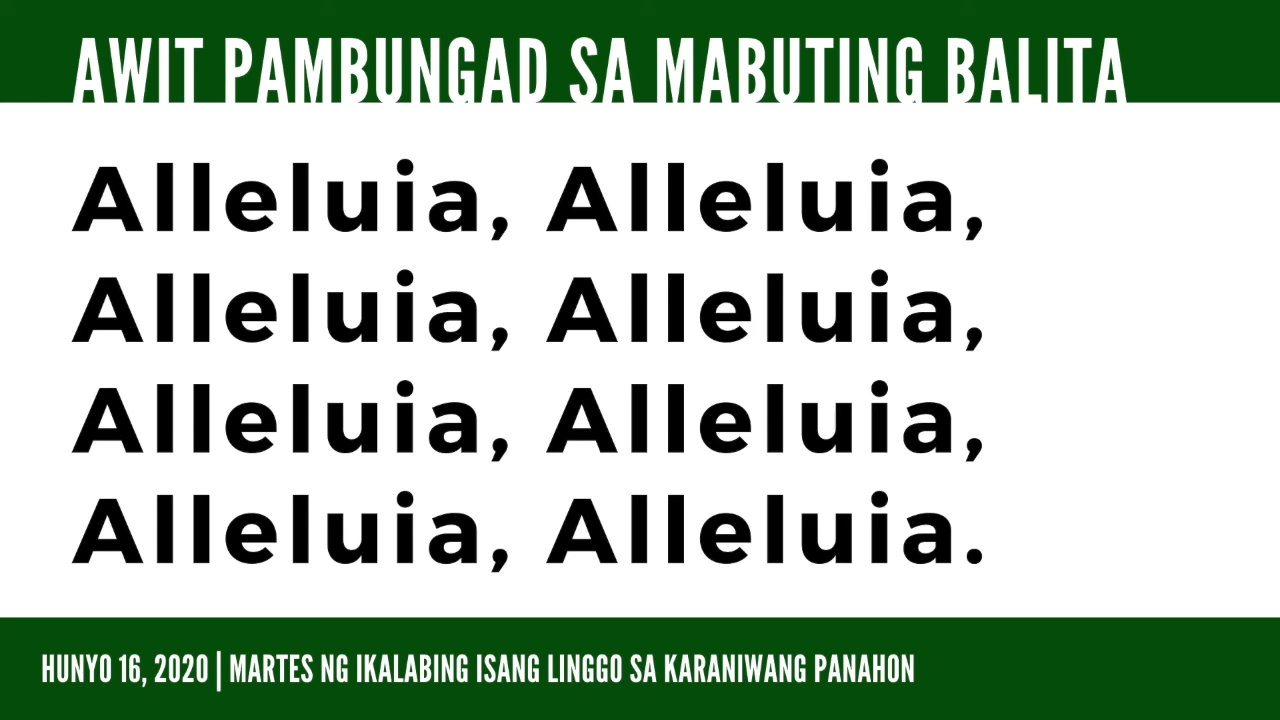 AWIT PAMBUNGAD SA MABUTING BALITA
Alleluia, Alleluia,
Alleluia, Alleluia,
Alleluia, Alleluia,
Alleluia, Alleluia.
HUNYO 16, 2020 | MARTES NG IKALABING ISANG LINGGO SA KARANIWANG PANAHON